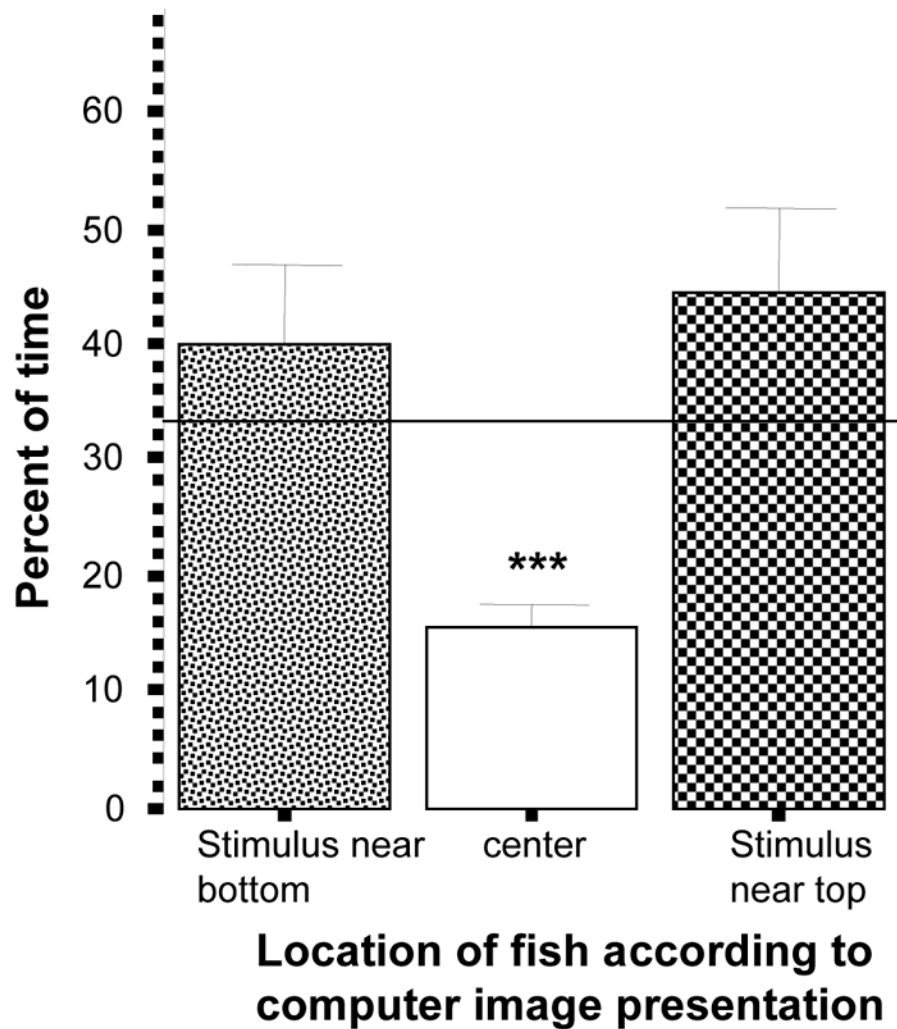 Percent of time
60
50
40
30
20
10
0
***
Stimulus near
bottom
center
Stimulus
near top
Location of fish according to
computer image presentation